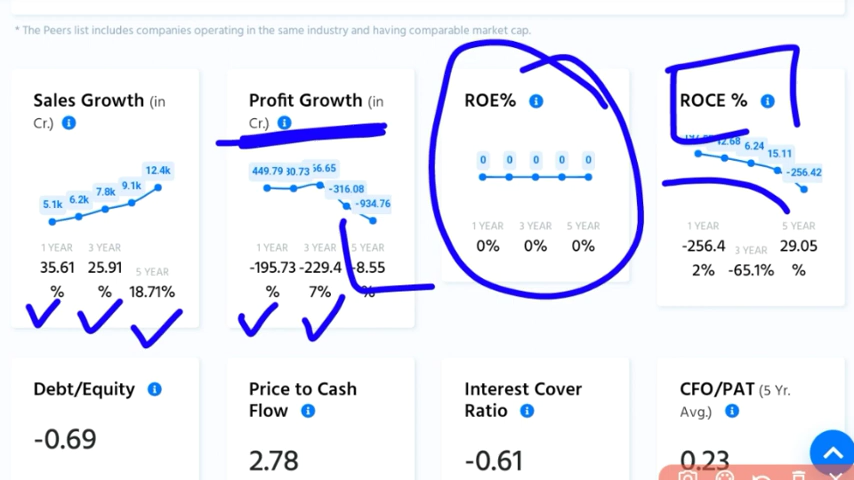 * The Peers list includes companies operating in the same industry and having comparable market cap.
Sales Growth (in
Cr.)
5.1k 6.2k 7.8k 9.1k 12.4k
1 YEAR 3 YEAR 5 YEAR
35.61 25.91
% % 18.71%
Profit Growth (in
Cr.)
449.79 -316.08 -934.76
1 YEAR 3 YEAR 5 YEAR
-195.73 -229.4 -8.55
% 7% %
ROE%
0 0 0 0 0
1 YEAR 3 YEAR 5 YEAR
0% 0% 0%
ROCE %
6.24 15.11 -256.42
1 YEAR 3 YEAR 5 YEAR
-256.4 29.05
2% -65.1% %
Debt/Equity
-0.69
Price to Cash
Flow
2.78
Interest Cover
Ratio
-0.61
CFO/PAT (5 Yr.
Avg.)
0.23